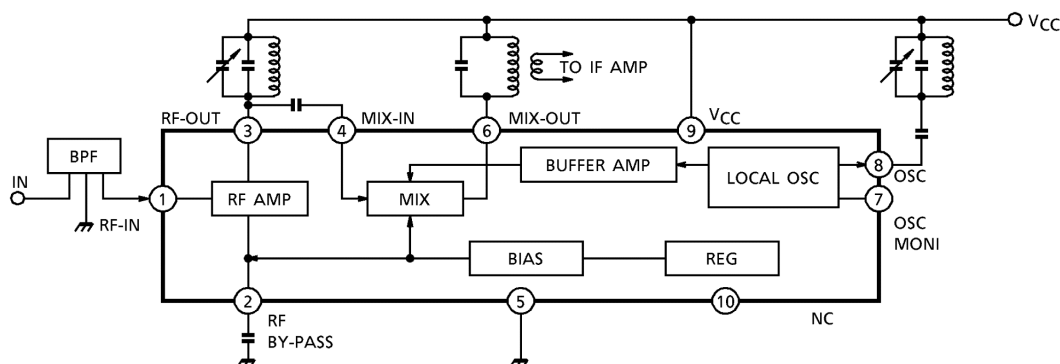 VCC
TO IF AMP
RF-OUT
3
4
MIX-IN
6
MIX-OUT
9
VCC
BPF
IN
RF-IN
1
RF AMP
MIX
BUFFER AMP
LOCAL OSC
8
OSC
7
OSC
MONI
BIAS
REG
2
RF
BY-PASS
5
10
NC